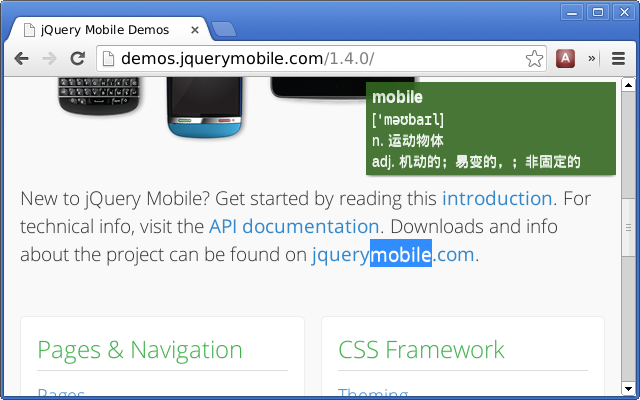 jQuery Mobile Demos
demos.jquerymobile.com/1.4.0/
A »
mobile
['məʊbaɪl]
n. 运动物体
adj. 机动的；易变的，；非固定的
New to jQuery Mobile? Get started by reading this introduction. For
technical info, visit the API documentation. Downloads and info
about the project can be found on jquerymobile.com.
Pages & Navigation
CSS Framework
Pages
Theming